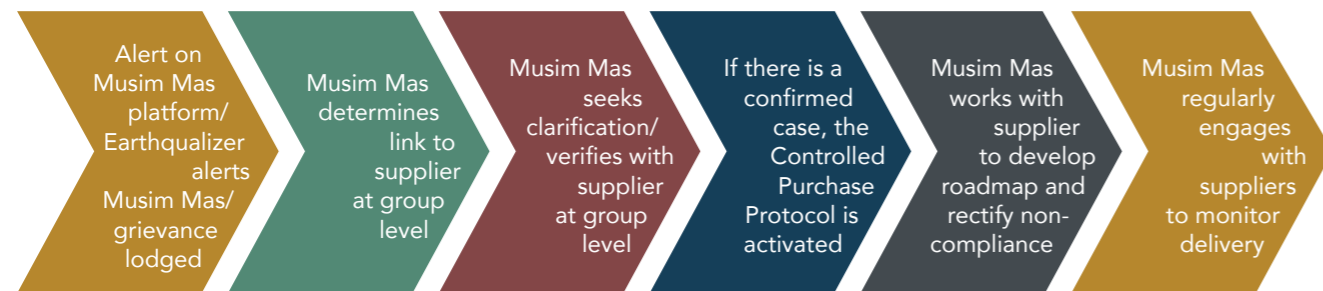 Alert on
Musim Mas
platform/
Earthqualizer
alerts
Musim Mas/
grievance
lodged
Musim Mas
determines
link to
supplier
at group
level
Musim Mas
seeks
clarification/
verifies with
supplier
at group
level
If there is a
confirmed
case, the
Controlled
Purchase
Protocol is
activated
Musim Mas
works with
supplier
to develop
roadmap and
rectify non-
compliance
Musim Mas
regularly
engages
with
suppliers
to monitor
delivery